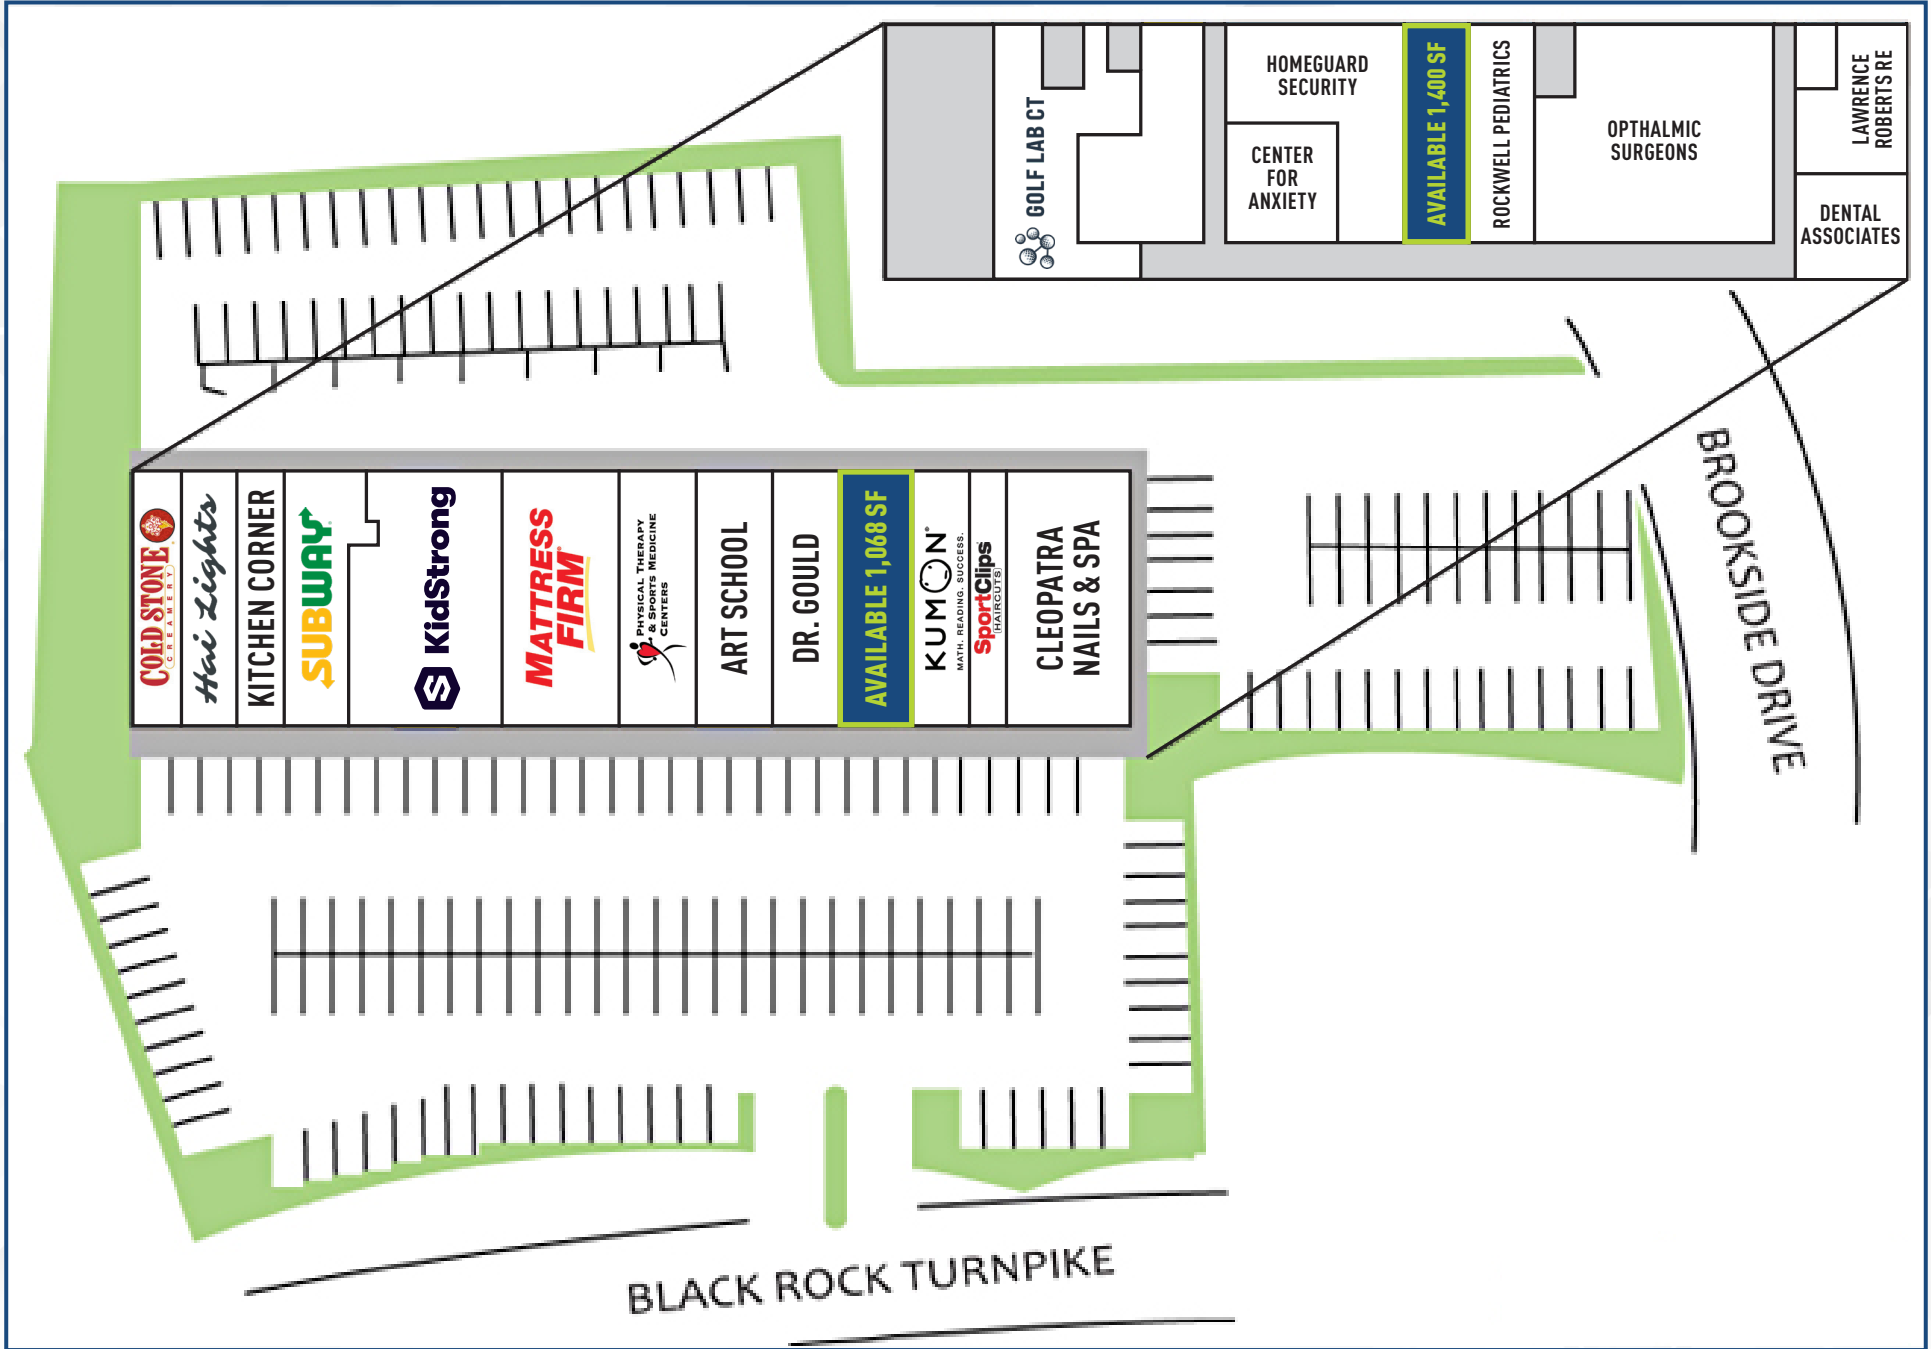 HOMEGUARD
SECURITY
CENTER
FOR
ANXIETY
GOLF LAB CT
AVAILABLE 1,400 SF
ROCKWELL PEDIATRICS
OPTHALMIC
SURGEONS
LAWRENCE
ROBERTS RE
DENTAL
ASSOCIATES
COLD STONE
CREAMERY
Hai Lights
KITCHEN CORNER
SUBWAY
S KidStrong
MATTRESS
FIRM
PHYSICAL THERAPY
& SPORTS MEDICINE
CENTERS
ART SCHOOL
DR. GOULD
AVAILABLE 1,068 SF
KUMON®
MATH. READING. SUCCESS.
SportClips
HAIRCUTS
CLEOPATRA
NAILS & SPA
BROOKSIDE DRIVE
BLACK ROCK TURNPIKE